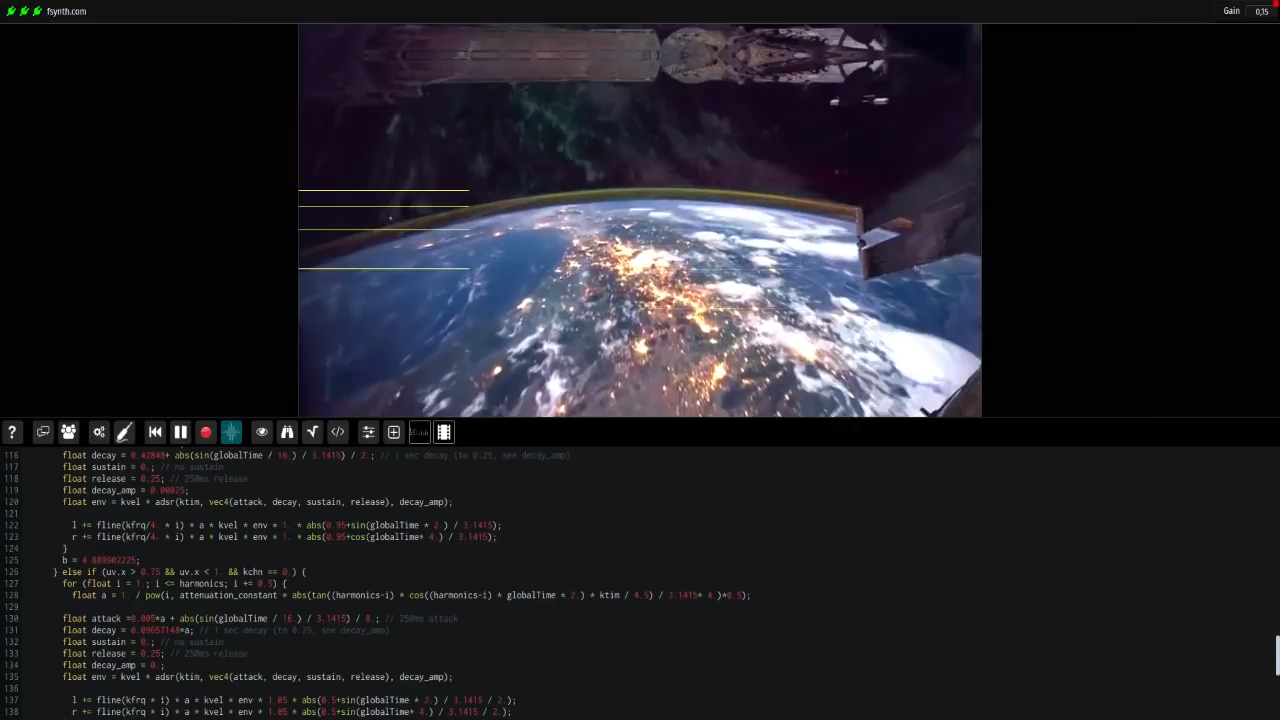 fsynth.com
Gain 0,15
116 float decay = 0.42848+ abs(sin(globalTime / 16.) / 3.1415) / 2.; // 1 sec decay (to 0.25, see decay_amp)
117 float sustain = 0.; // no sustain
118 float release = 0.25; // 250ms release
119 float decay_amp = 0.00025;
120 float env = kvel * adsr(ktim, vec4(attack, decay, sustain, release), decay_amp);
121
122 l += fline(kfrq/4. * i) * a * kvel * env * 1. * abs(0.95+sin(globalTime * 2.) / 3.1415);
123 r += fline(kfrq/4. * i) * a * kvel * env * 1. * abs(0.95+cos(globalTime* 4.) / 3.1415);
124 }
125 b = 4 889902225;
126 } else if (uv.x > 0.75 && uv.x < 1. && kchn == 0.) {
127 for (float i = 1.; i <= harmonics; i += 0.5) {
128 float a = 1. / pow(i, attenuation_constant * abs(tan((harmonics-i) * cos((harmonics-i) * globalTime * 2.) * ktim / 4.5) / 3.1415* 4.)*0.5);
129
130 float attack =0.005*a + abs(sin(globalTime / 16.) / 3.1415) / 8.; // 250ms attack
131 float decay = 0.09657140*a; // 1 sec decay (to 0.25, see decay_amp)
132 float sustain = 0.; // no sustain
133 float release = 0.25; // 250ms release
134 float decay_amp = 0.;
135 float env = kvel * adsr(ktim, vec4(attack, decay, sustain, release), decay_amp);
136
137 l += fline(kfrq * i) * a * kvel * env * 1.05 * abs(0.5+sin(globalTime * 2.) / 3.1415 / 2.);
138 r += fline(kfrq * i) * a * kvel * env * 1.05 * abs(0.5+sin(globalTime* 4.) / 3.1415 / 2.);